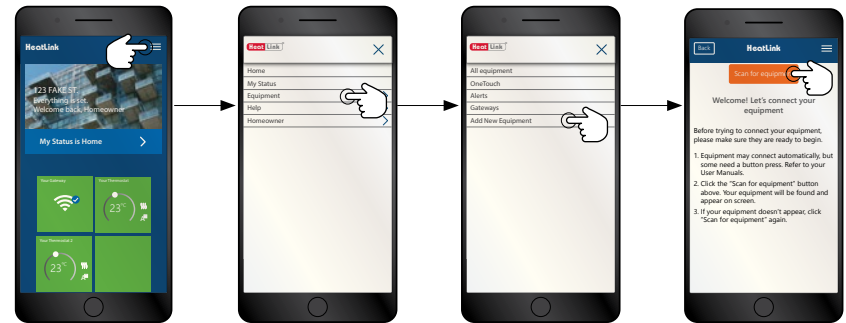 HeatLink
123 FAKE ST.
Everything is set.
Welcome back, Homeowner
My Status is Home
Your Gateway
Your Thermostat
23°C
Your Thermostat 2
23°C
Heat Link
Home
My Status
Equipment
Help
Homeowner
Heat Link
All equipment
OneTouch
Alerts
Gateways
Add New Equipment
Back
HeatLink
Scan for equipm
Welcome! Let's connect your
equipment
Before trying to connect your equipment,
please make sure they are ready to begin.
1. Equipment may connect automatically, but
some need a button press. Refer to your
User Manuals.
2. Click the "Scan for equipment" button
above. Your equipment will be found and
appear on screen.
3. If your equipment doesn't appear, click
"Scan for equipment" again.